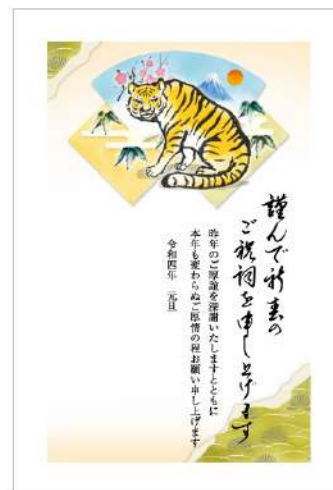 謹んで新春の
ご祝詞を申し上げます
昨年のご厚誼を深謝いたしますとともに
本年も変わらぬご厚情の程お願い申し上げます
令和四年　元旦